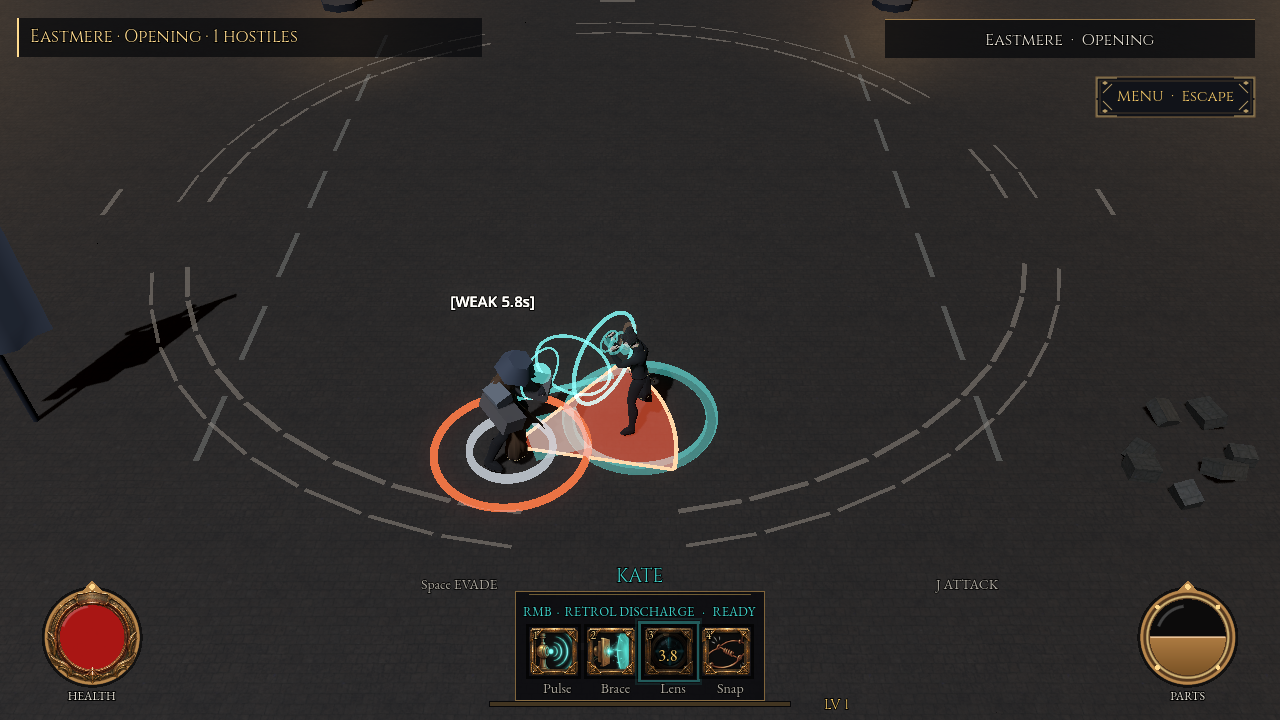 Eastmere · Opening · 1 hostiles
Eastmere · Opening
MENU · Escape
[WEAK 5.8s]
Space EVADE
J ATTACK
KATE
RMB · RETROL DISCHARGE · READY
1 2 3 4
3.8
Pulse Brace Lens Snap
HEALTH
PARTS
LV 1